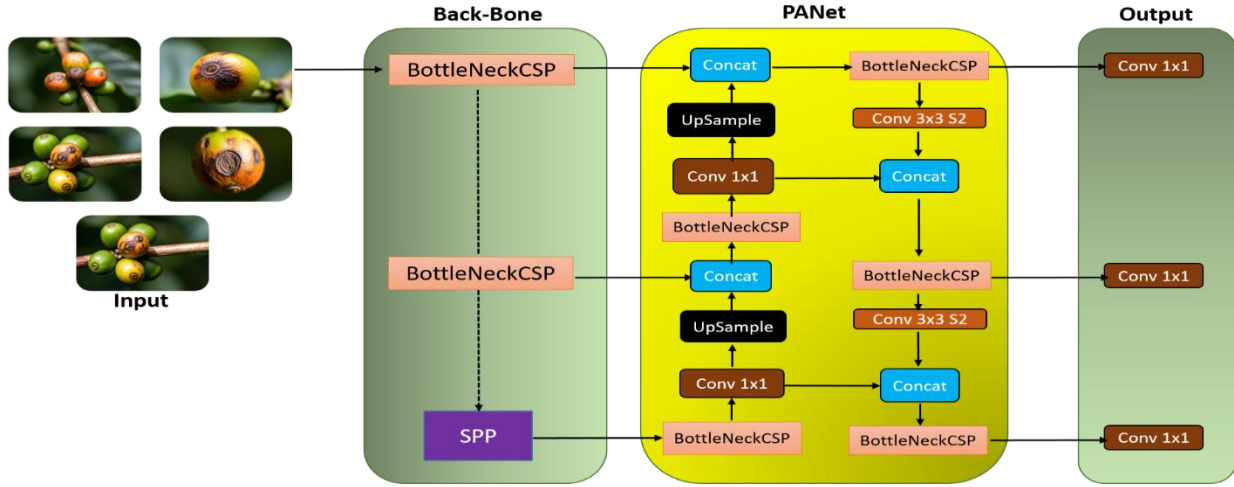 Back-Bone
PANet
Output
BottleNeckCSP
Concat
BottleNeckCSP
Conv 1x1
UpSample
Conv 3x3 S2
Conv 1x1
Concat
BottleNeckCSP
BottleNeckCSP
Concat
BottleNeckCSP
Conv 1x1
Input
UpSample
Conv 3x3 S2
Conv 1x1
Concat
SPP
BottleNeckCSP
BottleNeckCSP
Conv 1x1